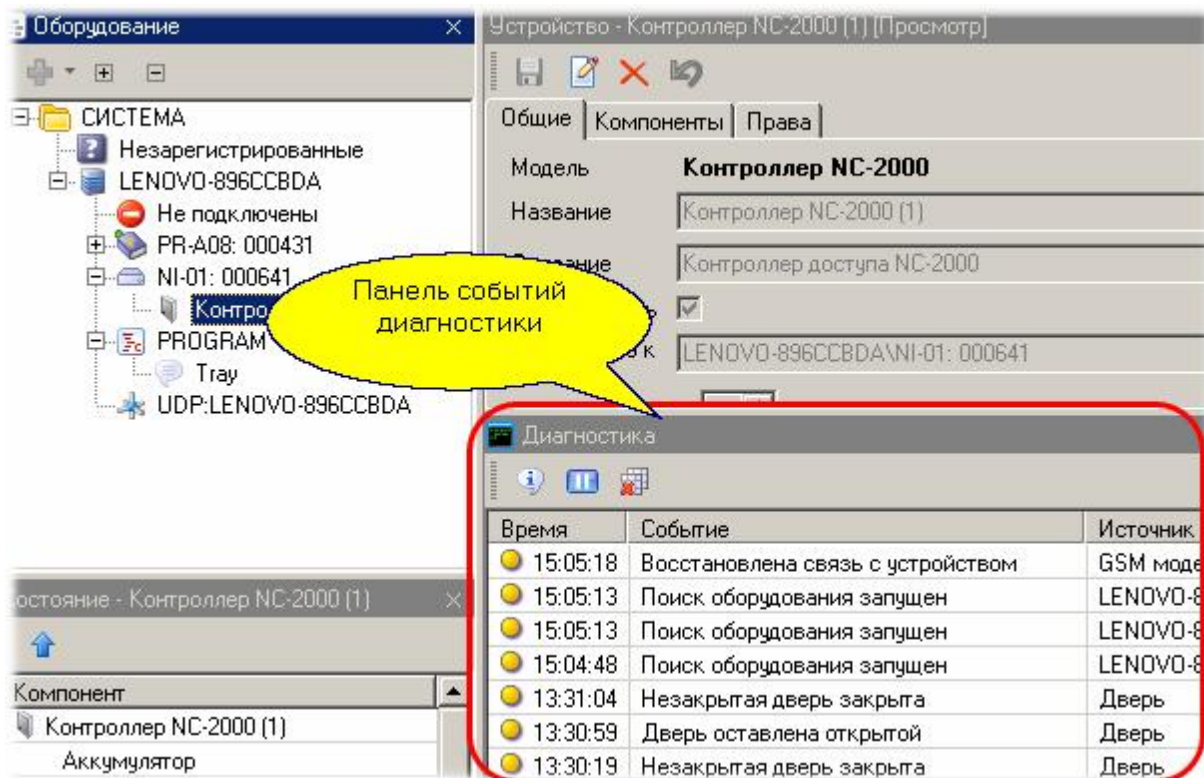 Оборудование
СИСТЕМА
Незарегистрированные
LENOVO-896CCBDA
Не подключены
PR-A08: 000431
NI-01: 000641
PROGRAM
Tray
UDP:LENOVO-896CCBDA
Контроллер NC-2000 (1)
Компонент
Контроллер NC-2000 (1)
Аккумулятор
Панель событий
диагностики
Устройство - Контроллер NC-2000 (1) [Просмотр]
Общие Компоненты Права
Модель Контроллер NC-2000
Название Контроллер NC-2000 (1)
Контроллер доступа NC-2000
к LENOVO-896CCBDA\NI-01: 000641
Диагностика
Время Событие Источник
15:05:18 Восстановлена связь с устройством GSM
15:05:13 Поиск оборудования запущен LENOVO-8
15:05:13 Поиск оборудования запущен LENOVO-8
15:04:48 Поиск оборудования запущен LENOVO-8
13:31:04 Незакрытая дверь закрыта Дверь
13:30:59 Дверь оставлена открытой Дверь
13:30:19 Незакрытая дверь закрыта Дверь